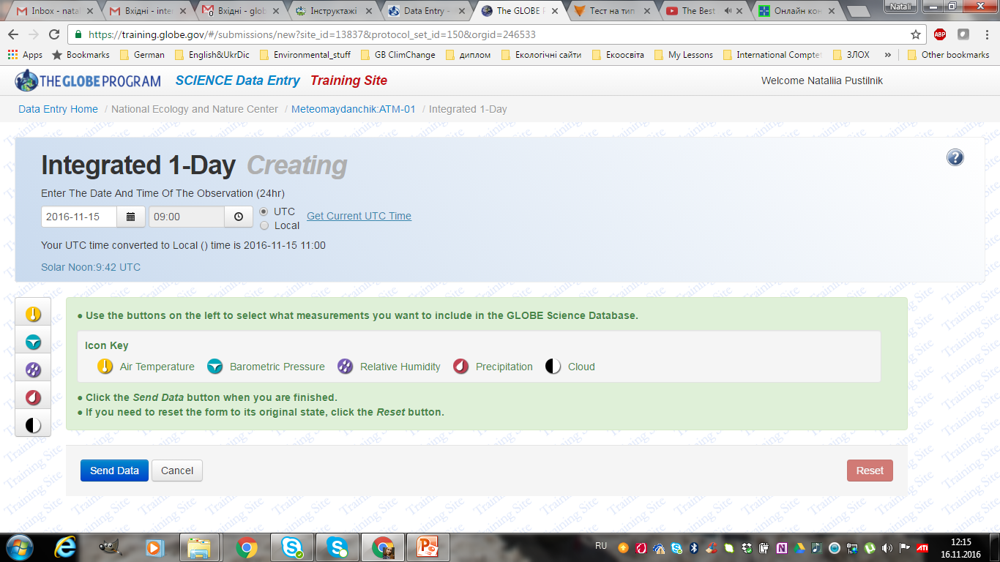 Inbox - natal
Вхідні - inter
Вхідні - glob
Інструктажі
Data Entry -
The GLOBE P
Тест на тип
The Best
Онлайн кон
Natali
https://training.globe.gov/#/submissions/new?site_id=13837&protocol_set_id=150&orgid=246533
ABP
Apps Bookmarks German English&UkrDic Environmental_stuff GB ClimChange диплом Екологічні сайти Екоосвіта My Lessons International Comptet ЗЛОХ » Other bookmarks
THE GLOBE PROGRAM SCIENCE Data Entry Training Site Welcome Nataliia Pustilnik
Data Entry Home / National Ecology and Nature Center / Meteomaydanchik:ATM-01 / Integrated 1-Day
Integrated 1-Day Creating
?
Enter The Date And Time Of The Observation (24hr)
2016-11-15 09:00 UTC Get Current UTC Time
Local
Your UTC time converted to Local () time is 2016-11-15 11:00
Solar Noon:9:42 UTC
● Use the buttons on the left to select what measurements you want to include in the GLOBE Science Database.
Icon Key
Air Temperature Barometric Pressure Relative Humidity Precipitation Cloud
● Click the Send Data button when you are finished.
● If you need to reset the form to its original state, click the Reset button.
Send Data Cancel Reset
Training Site
RU
ATI
12:15
16.11.2016